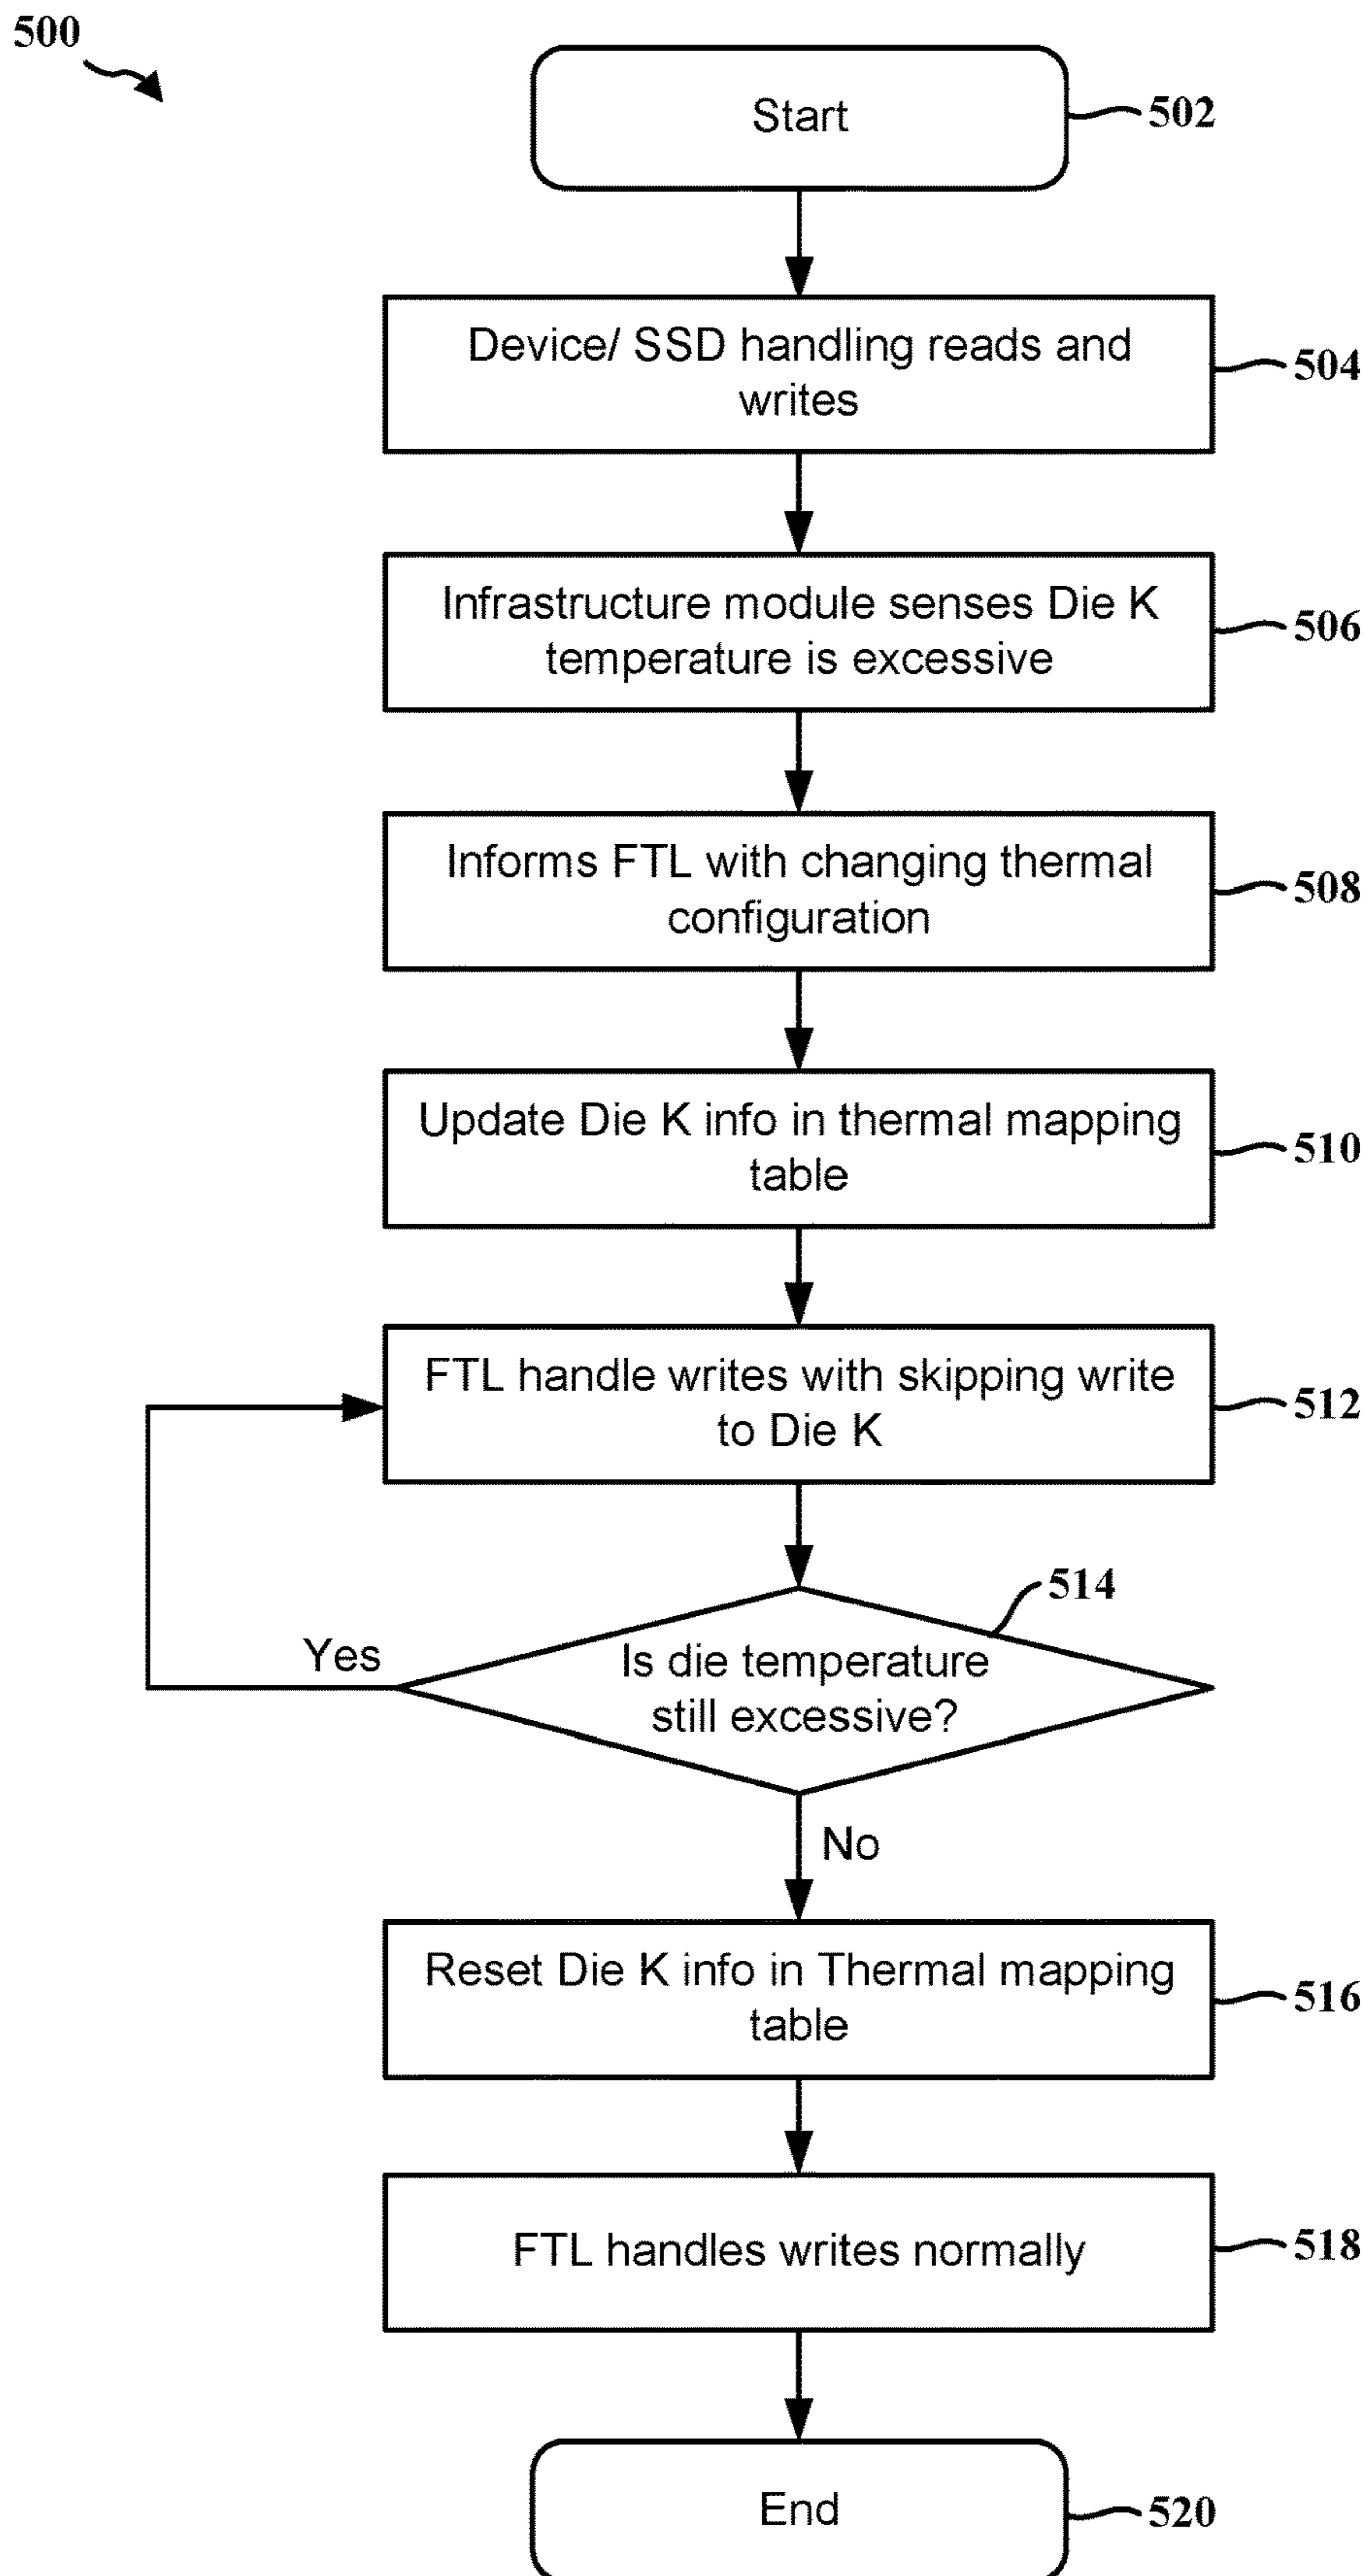 500
Start
502
Device/ SSD handling reads and
writes
504
Infrastructure module senses Die K
temperature is excessive
506
Informs FTL with changing thermal
configuration
508
Update Die K info in thermal mapping
table
510
FTL handle writes with skipping write
to Die K
512
514
Is die temperature
still excessive?
Yes
No
Reset Die K info in Thermal mapping
table
516
FTL handles writes normally
518
End
520